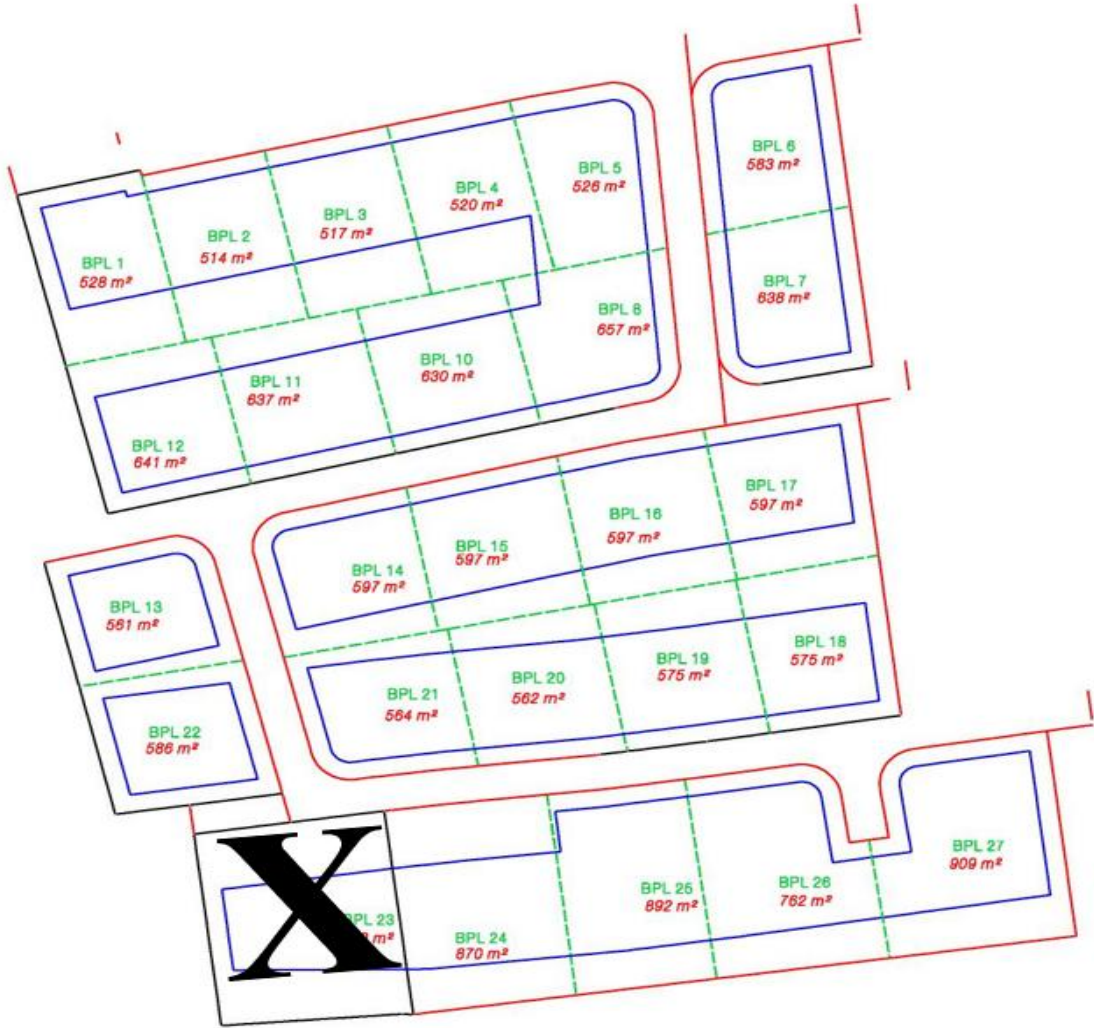 BPL 6
583 m²
BPL 5
526 m²
BPL 4
520 m²
BPL 3
517 m²
BPL 2
514 m²
BPL 1
528 m²
BPL 7
638 m²
BPL 8
657 m²
BPL 10
630 m²
BPL 11
637 m²
BPL 12
641 m²
BPL 17
597 m²
BPL 16
597 m²
BPL 15
597 m²
BPL 14
597 m²
BPL 13
561 m²
BPL 18
575 m²
BPL 19
575 m²
BPL 20
562 m²
BPL 21
564 m²
BPL 22
586 m²
BPL 27
909 m²
BPL 26
762 m²
BPL 25
892 m²
BPL 24
870 m²
X
23
m²